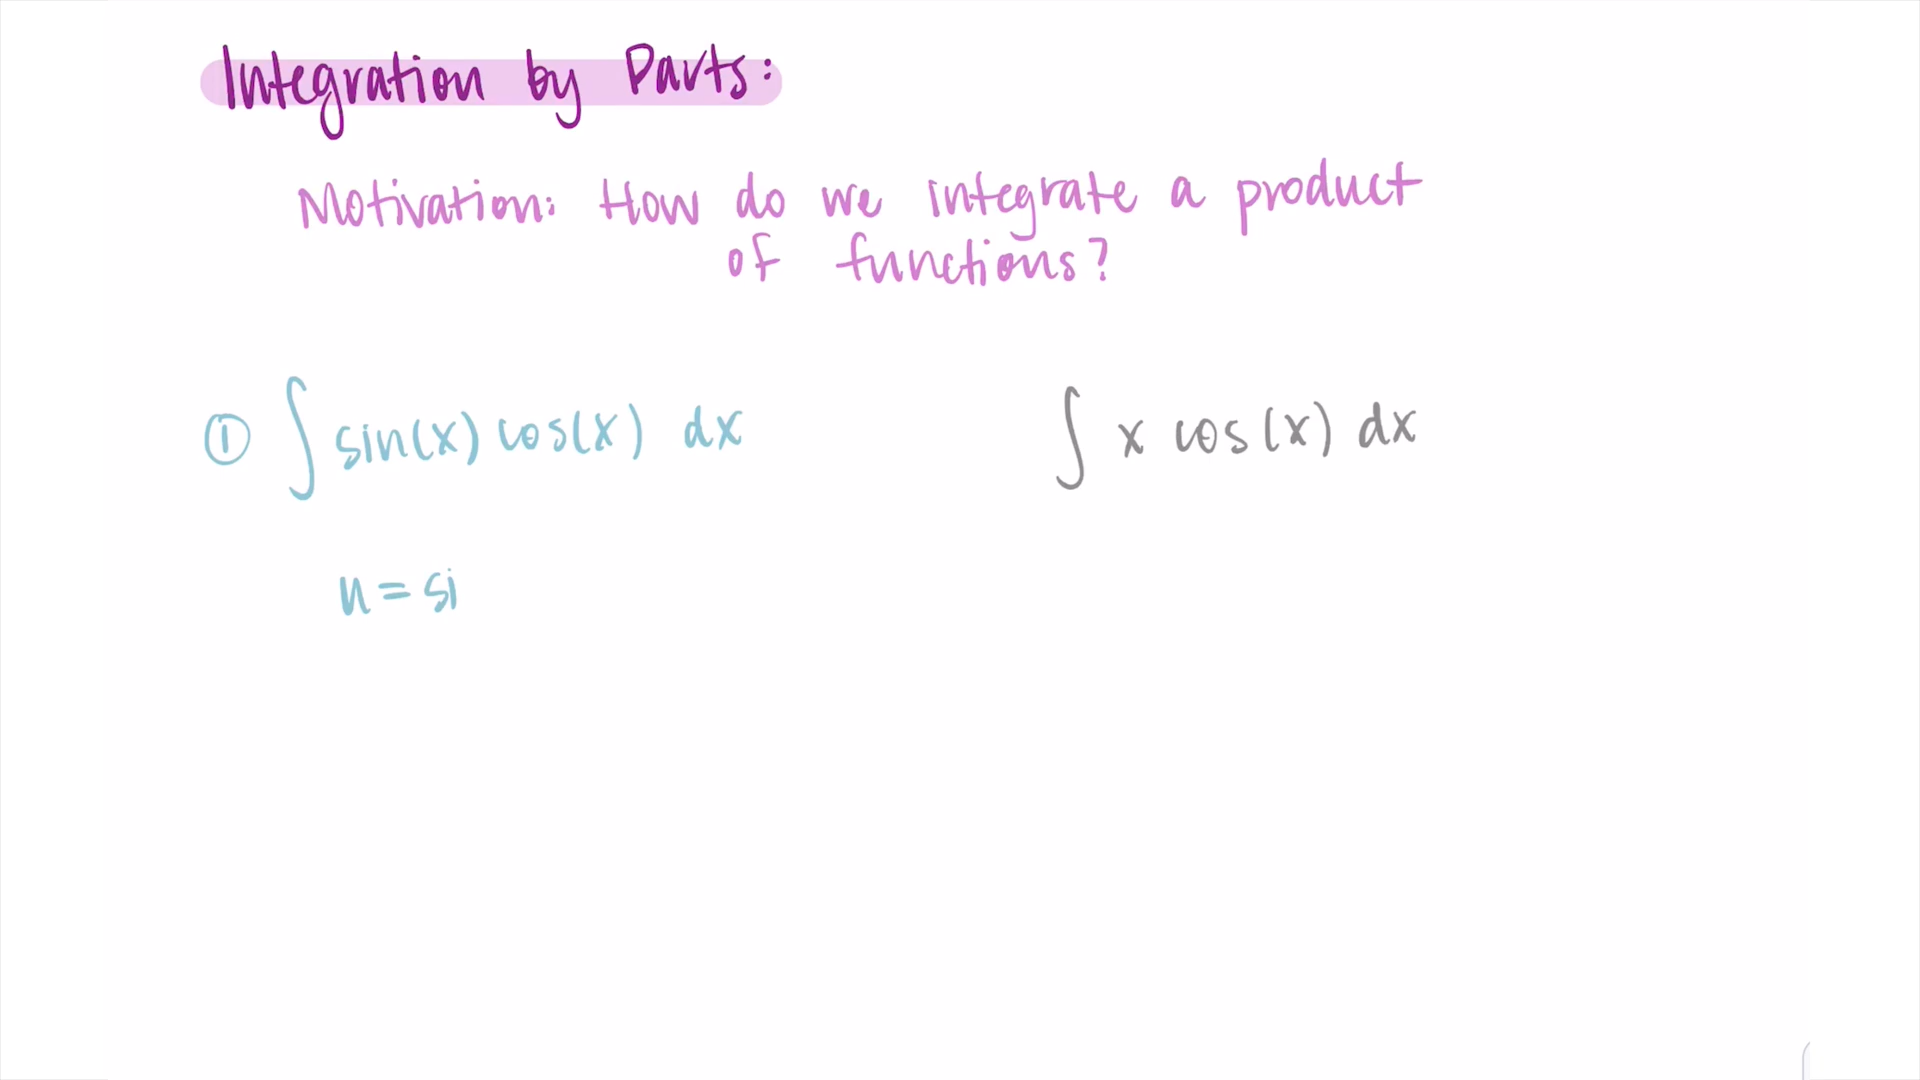 Integration by Parts:
Motivation: How do we integrate a product
of functions?
① ∫ sin(x) cos(x) dx
∫ x cos(x) dx
u = si